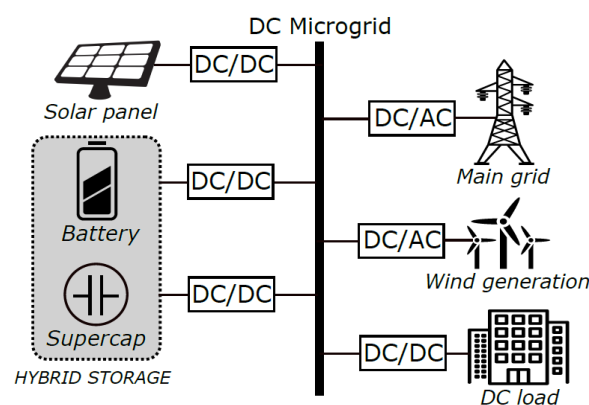 DC Microgrid
DC/DC
Solar panel
DC/AC
Main grid
DC/DC
Battery
DC/AC
Wind generation
DC/DC
Supercap
HYBRID STORAGE
DC/DC
DC load